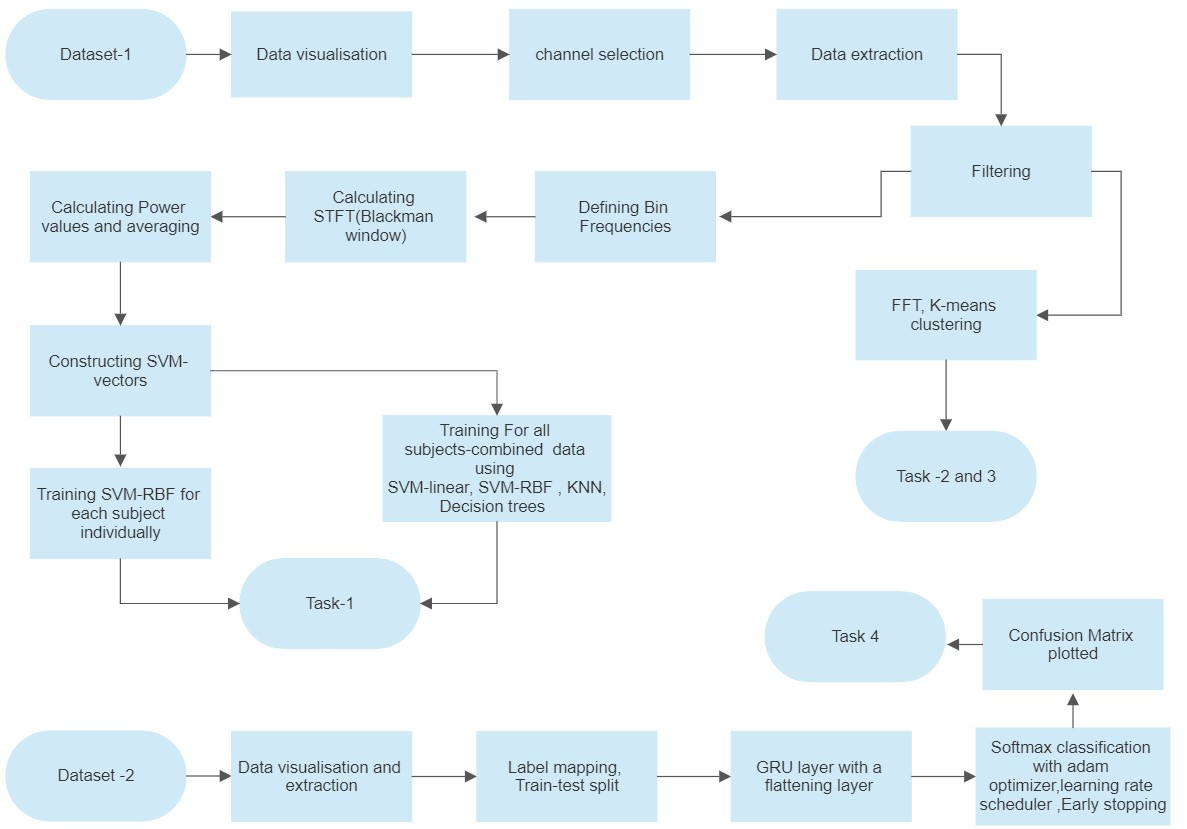 Dataset-1
Data visualisation
channel selection
Data extraction
Filtering
Calculating Power
values and averaging
Calculating
STFT(Blackman
window)
Defining Bin
Frequencies
FFT, K-means
clustering
Constructing SVM-
vectors
Training For all
subjects-combined  data
using
SVM-linear, SVM-RBF , KNN,
Decision trees
Task -2 and 3
Training SVM-RBF for
each subject
individually
Task-1
Task 4
Confusion Matrix
plotted
Dataset -2
Data visualisation and
extraction
Label mapping,
Train-test split
GRU layer with a
flattening layer
Softmax classification
with adam
optimizer,learning rate
scheduler ,Early stopping